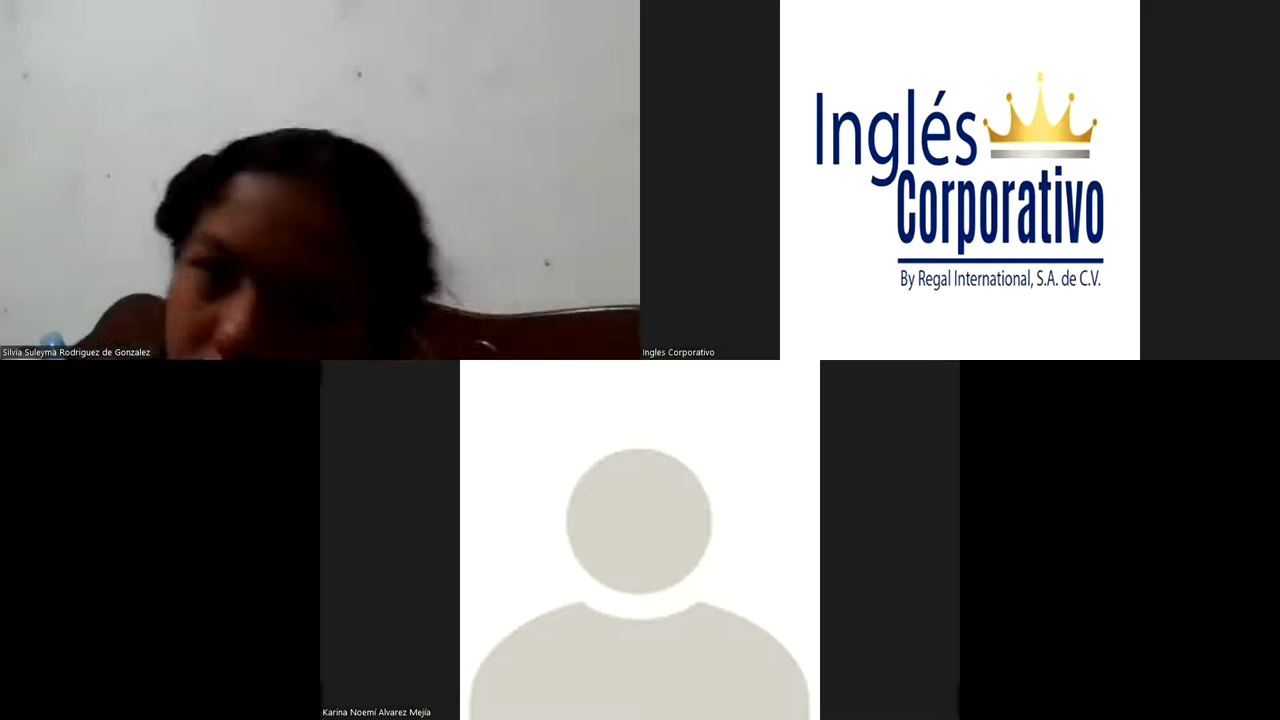 Inglés
Corporativo
By Regal International, S.A. de C.V.
Silvia Suleyma Rodriguez de Gonzalez
Ingles Corporativo
Karina Noemí Alvarez Mejía